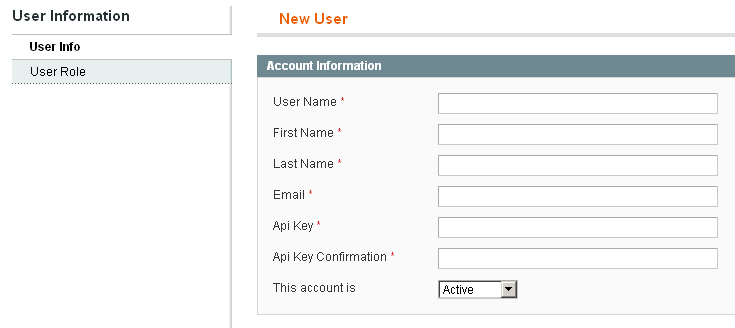 User Information
User Info
User Role
New User
Account Information
User Name *
First Name *
Last Name *
Email *
Api Key *
Api Key Confirmation *
This account is Active